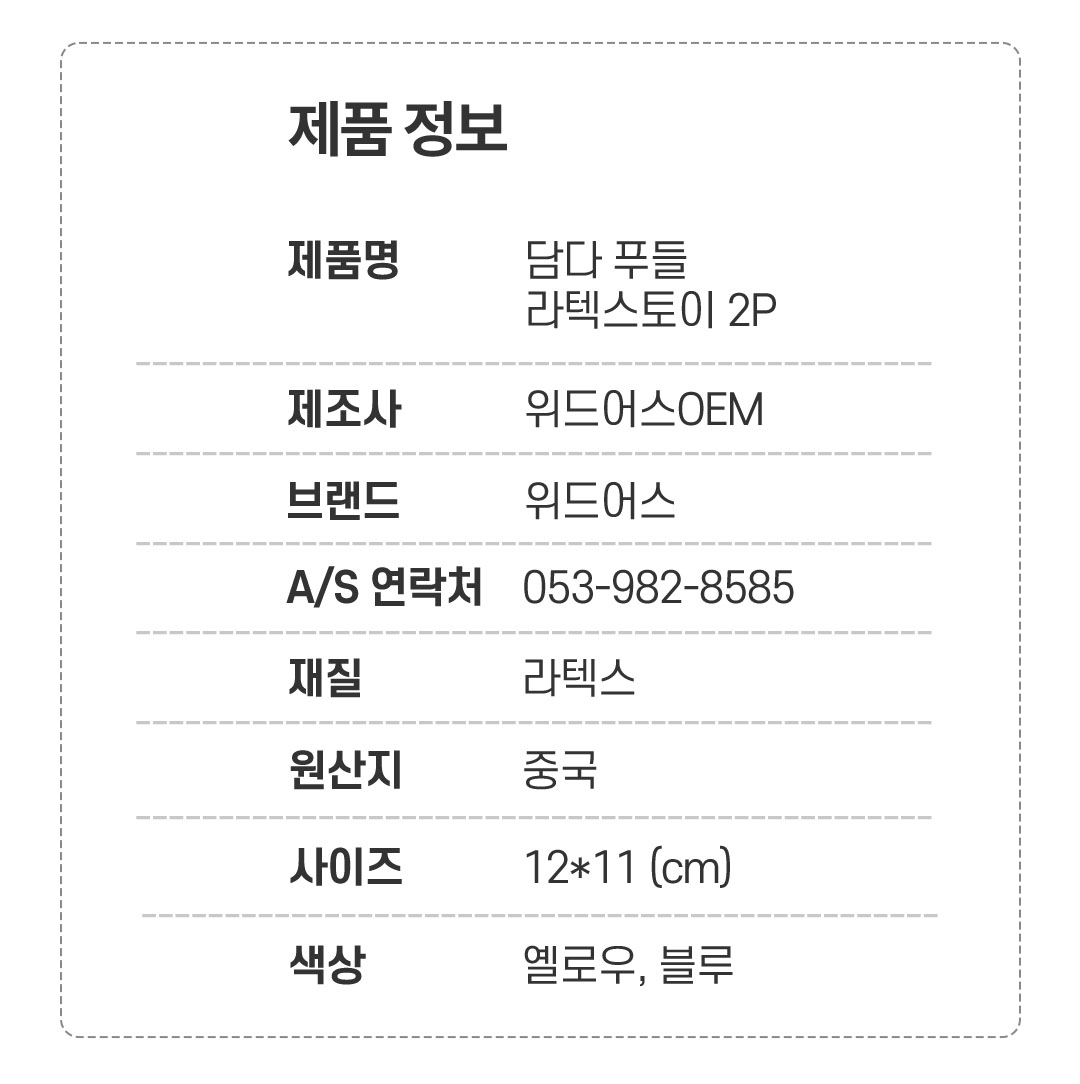 제품 정보
제품명 담다 푸들
라텍스토이 2P
제조사 위드어스OEM
브랜드 위드어스
A/S 연락처 053-982-8585
재질 라텍스
원산지 중국
사이즈 12*11 (cm)
색상 옐로우, 블루